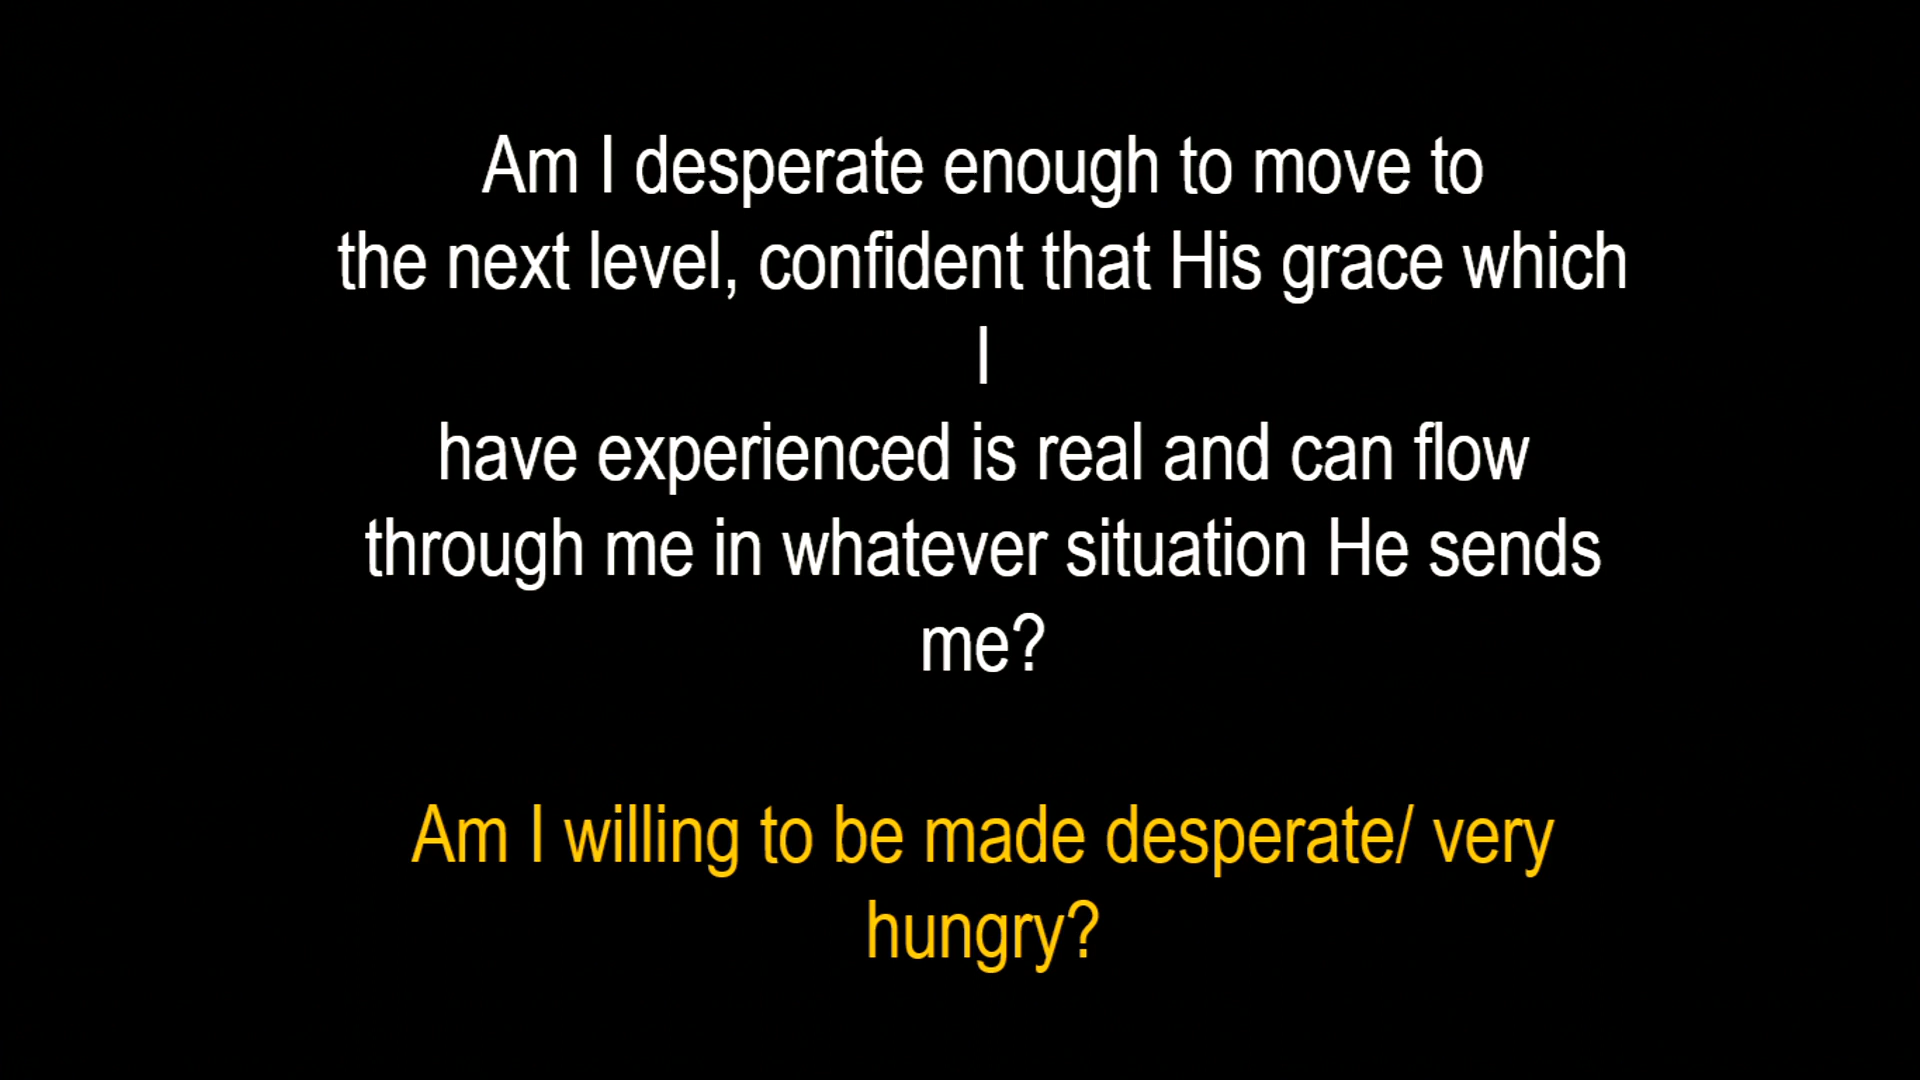 Am I desperate enough to move to
the next level, confident that His grace which
I
have experienced is real and can flow
through me in whatever situation He sends
me?
Am I willing to be made desperate/ very
hungry?